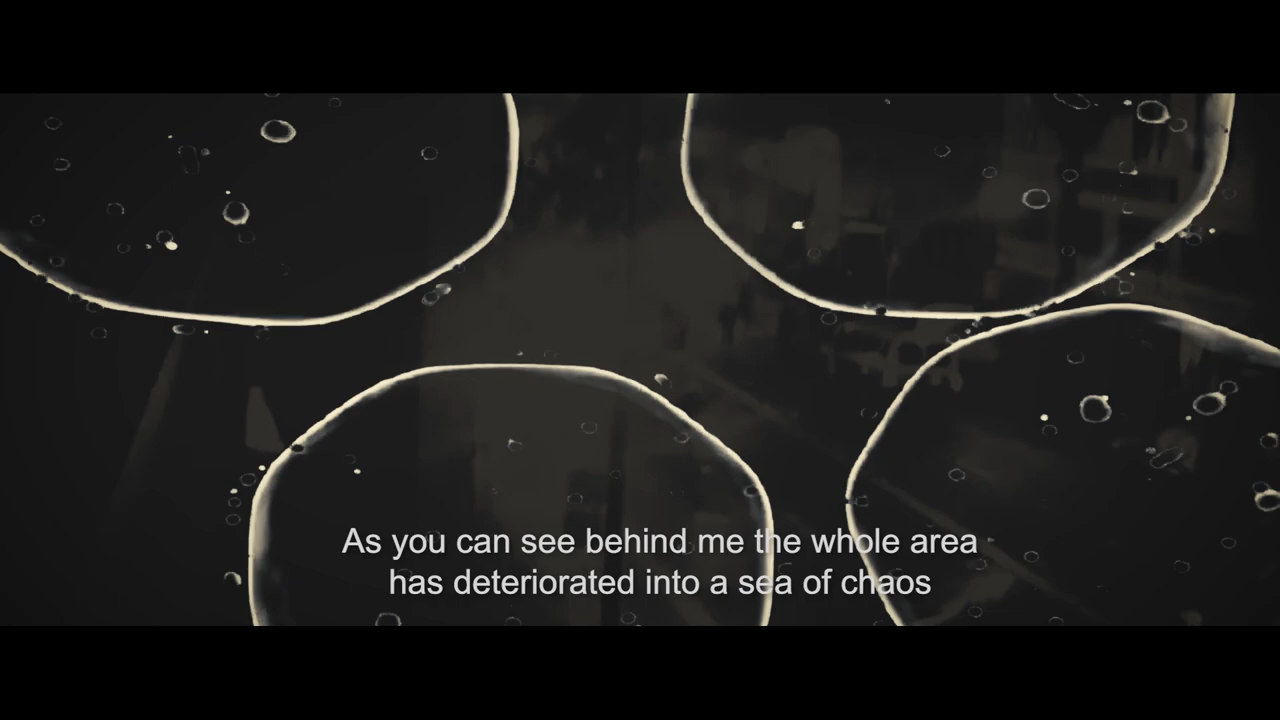 As you can see behind me the whole area
has deteriorated into a sea of chaos